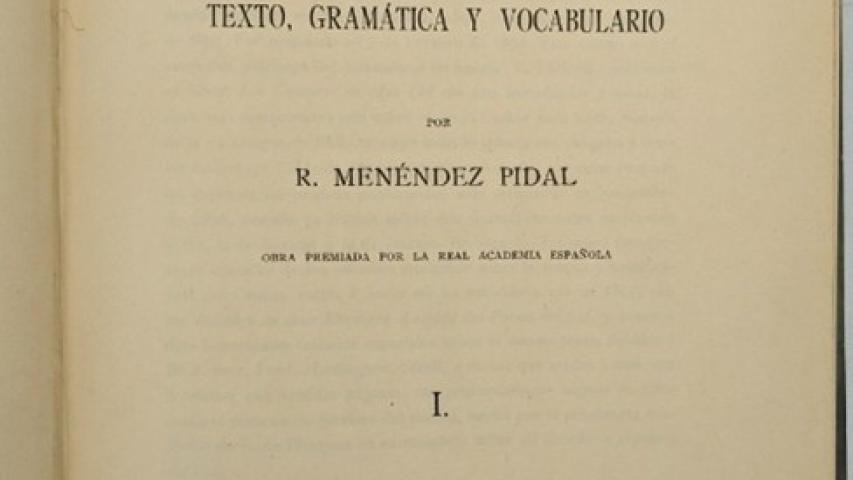 TEXTO, GRAMÁTICA Y VOCABULARIO
POR
R. MENÉNDEZ PIDAL
OBRA PREMIADA POR LA REAL ACADEMIA ESPAÑOLA
I.